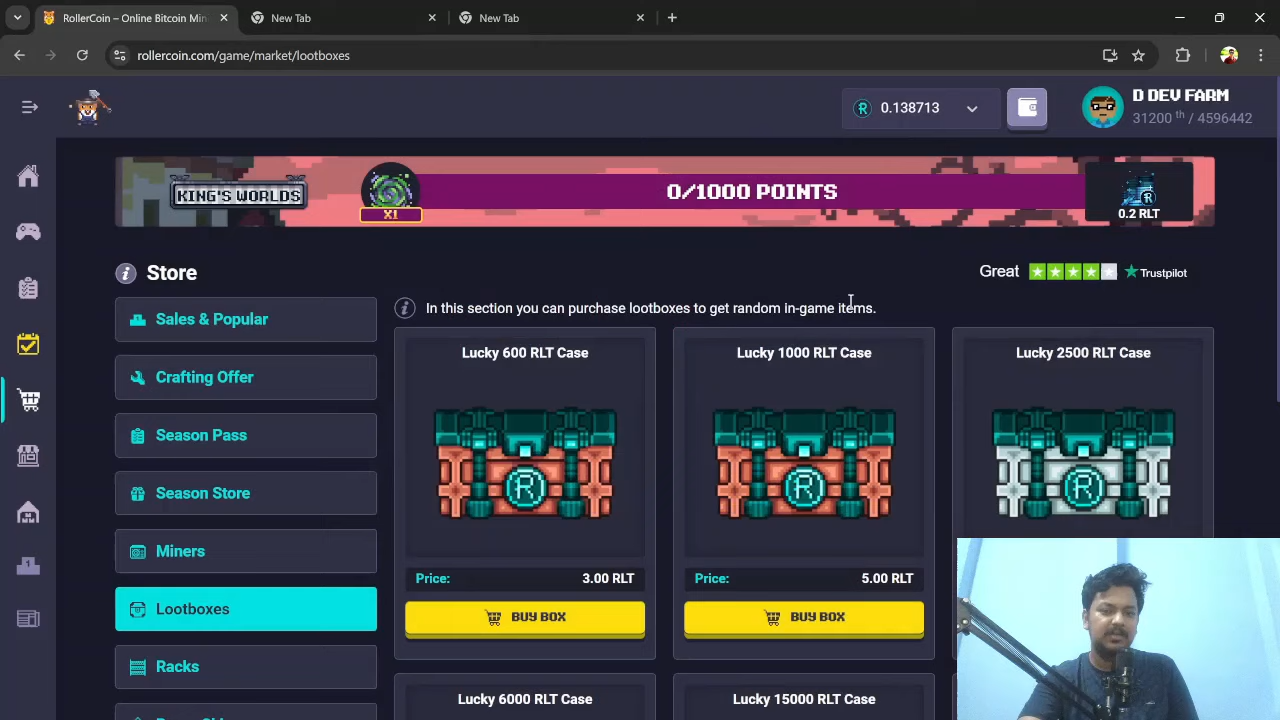 RollerCoin – Online Bitcoin Min
New Tab
New Tab
rollercoin.com/game/market/lootboxes
0.138713
D DEV FARM
31200 th / 4596442
KING'S WORLDS
X1
0/1000 POINTS
0.2 RLT
Store
Great
Trustpilot
Sales & Popular
Crafting Offer
Season Pass
Season Store
Miners
Lootboxes
Racks
In this section you can purchase lootboxes to get random in-game items.
Lucky 600 RLT Case
Price: 3.00 RLT
BUY BOX
Lucky 1000 RLT Case
Price: 5.00 RLT
BUY BOX
Lucky 2500 RLT Case
Lucky 6000 RLT Case
Lucky 15000 RLT Case